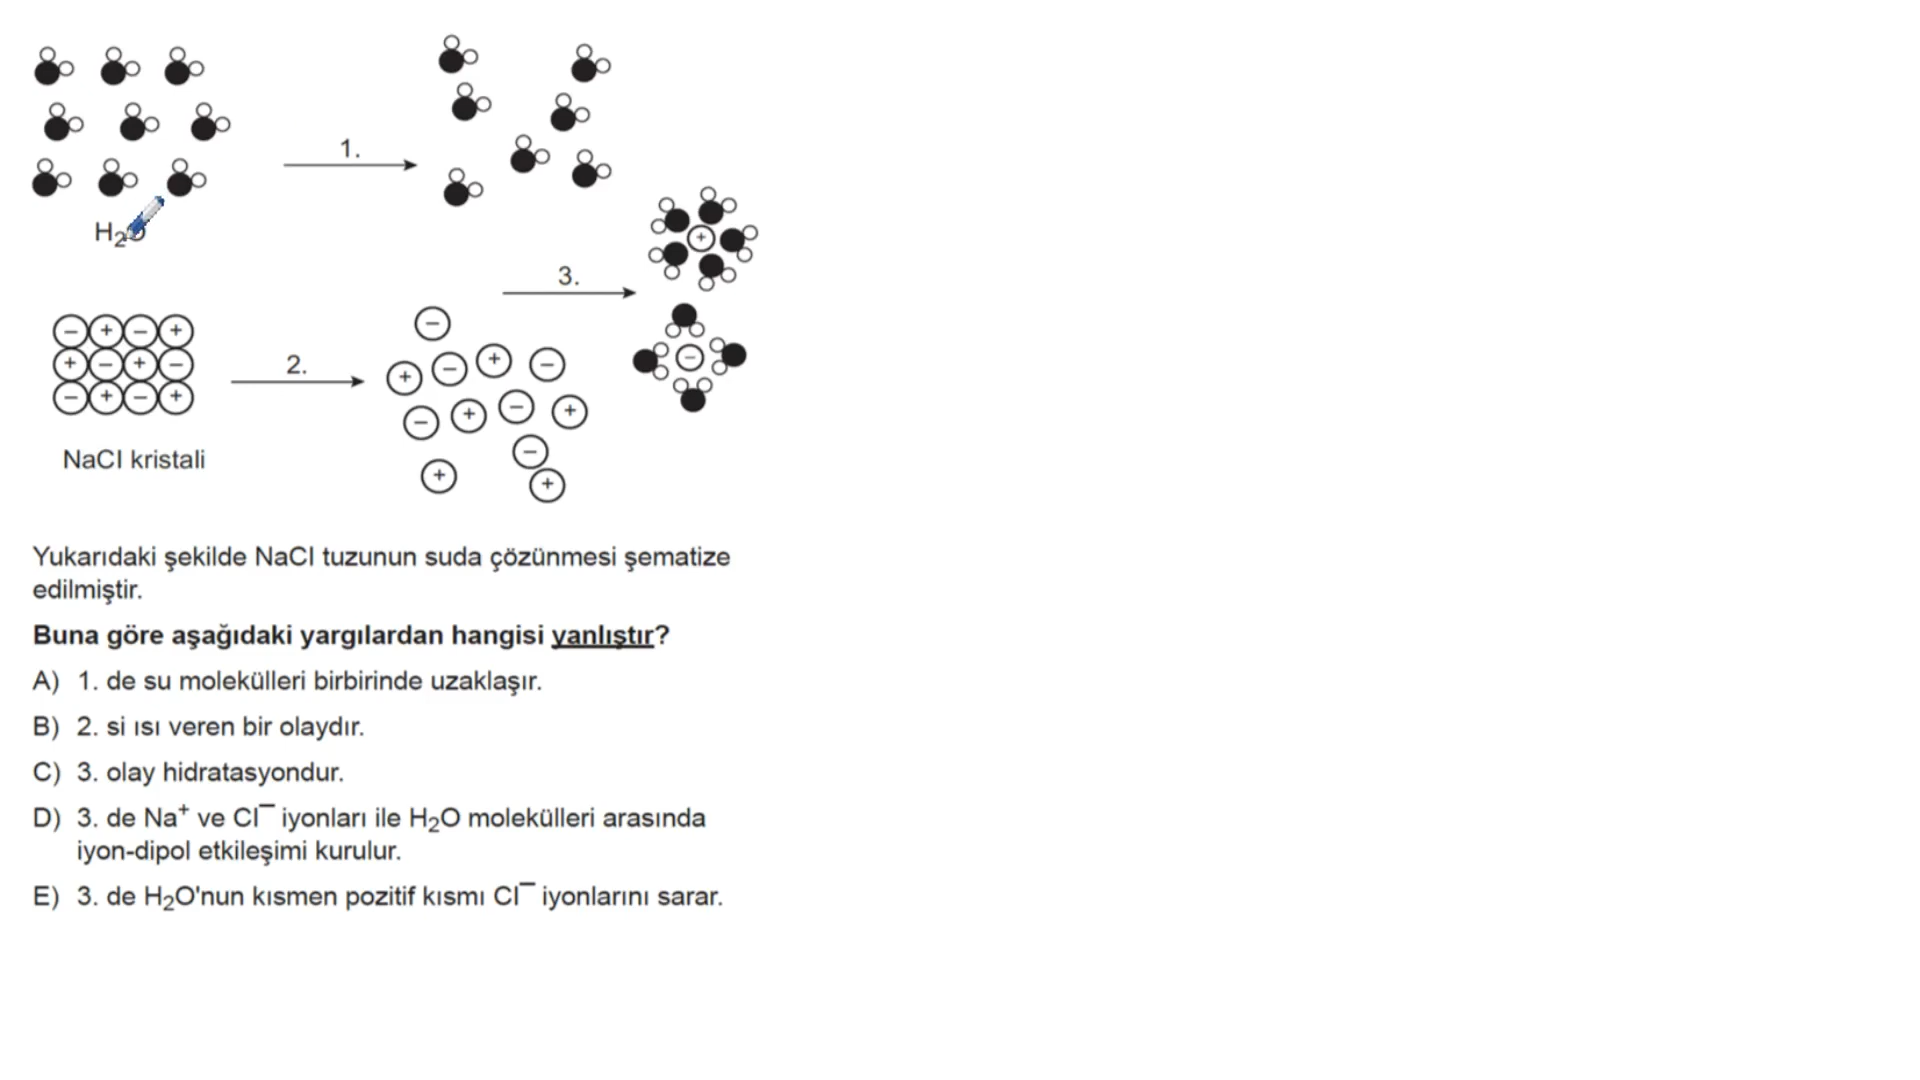 1.
H₂O
3.
2.
NaCl kristali
Yukarıdaki şekilde NaCl tuzunun suda çözünmesi şematize
edilmiştir.
Buna göre aşağıdaki yargılardan hangisi yanlıştır?
A) 1. de su molekülleri birbirinde uzaklaşır.
B) 2. si ısı veren bir olaydır.
C) 3. olay hidratasyondur.
D) 3. de Na⁺ ve Cl⁻ iyonları ile H₂O molekülleri arasında
iyon-dipol etkileşimi kurulur.
E) 3. de H₂O'nun kısmen pozitif kısmı Cl⁻ iyonlarını sarar.